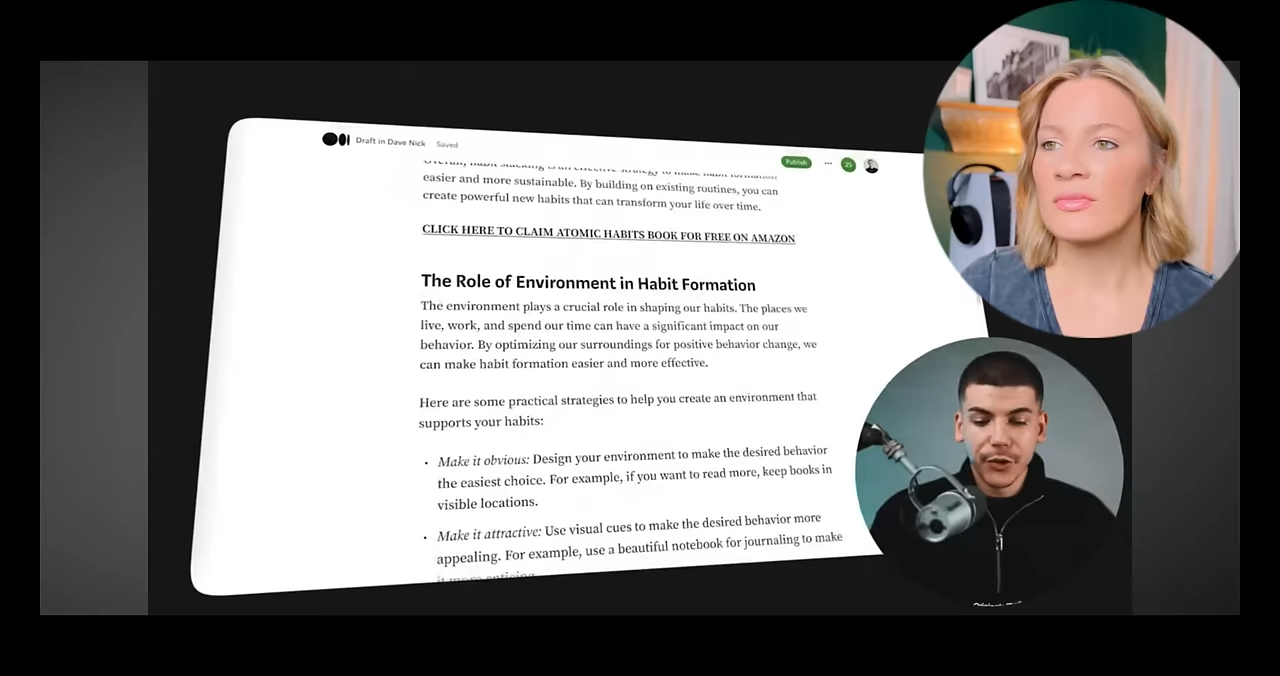 Draft in Dave Nick Saved
Publish ... 25
Overall, habit stacking is an effective strategy to make habit formation
easier and more sustainable. By building on existing routines, you can
create powerful new habits that can transform your life over time.
CLICK HERE TO CLAIM ATOMIC HABITS BOOK FOR FREE ON AMAZON
The Role of Environment in Habit Formation
The environment plays a crucial role in shaping our habits. The places we
live, work, and spend our time can have a significant impact on our
behavior. By optimizing our surroundings for positive behavior change, we
can make habit formation easier and more effective.
Here are some practical strategies to help you create an environment that
supports your habits:
• Make it obvious: Design your environment to make the desired behavior
the easiest choice. For example, if you want to read more, keep books in
visible locations.
• Make it attractive: Use visual cues to make the desired behavior more
appealing. For example, use a beautiful notebook for journaling to make
it more enticing.